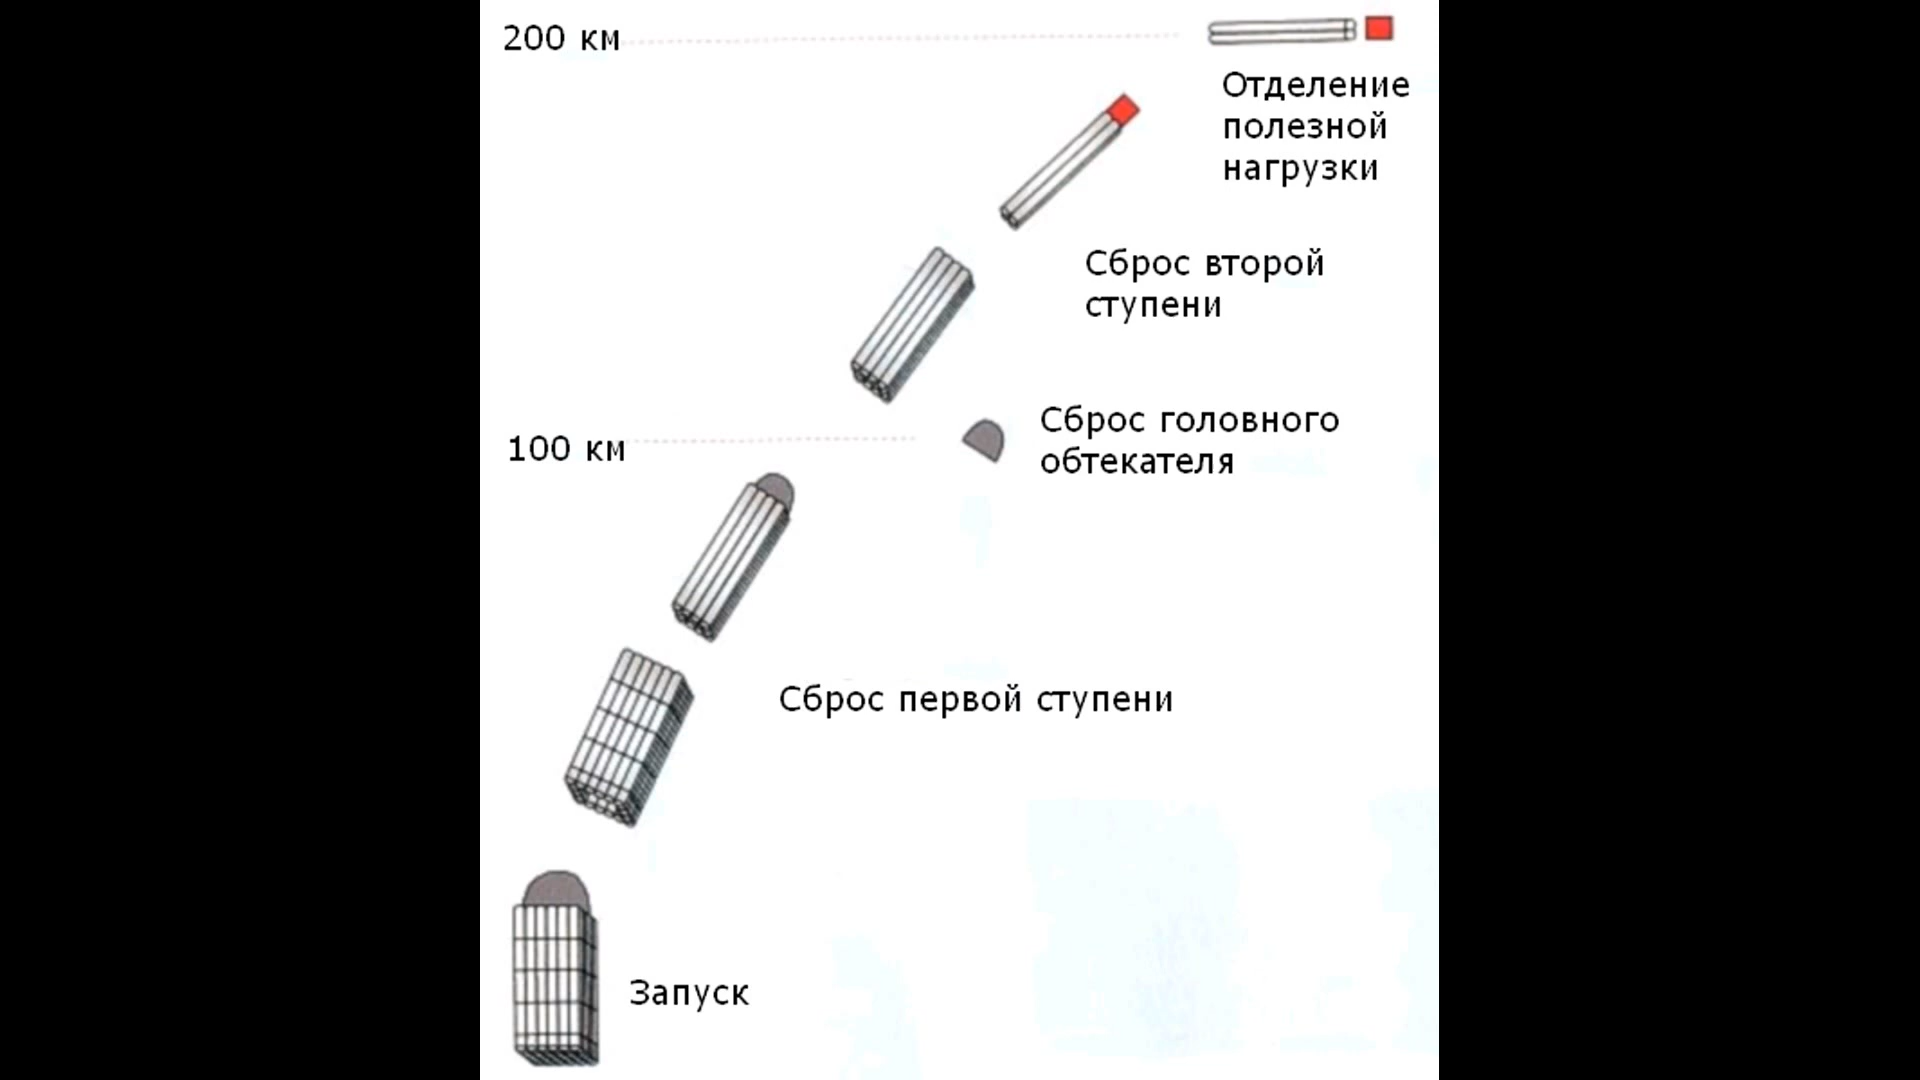 200 км
Отделение
полезной
нагрузки
Сброс второй
ступени
Сброс головного
обтекателя
100 км
Сброс первой ступени
Запуск